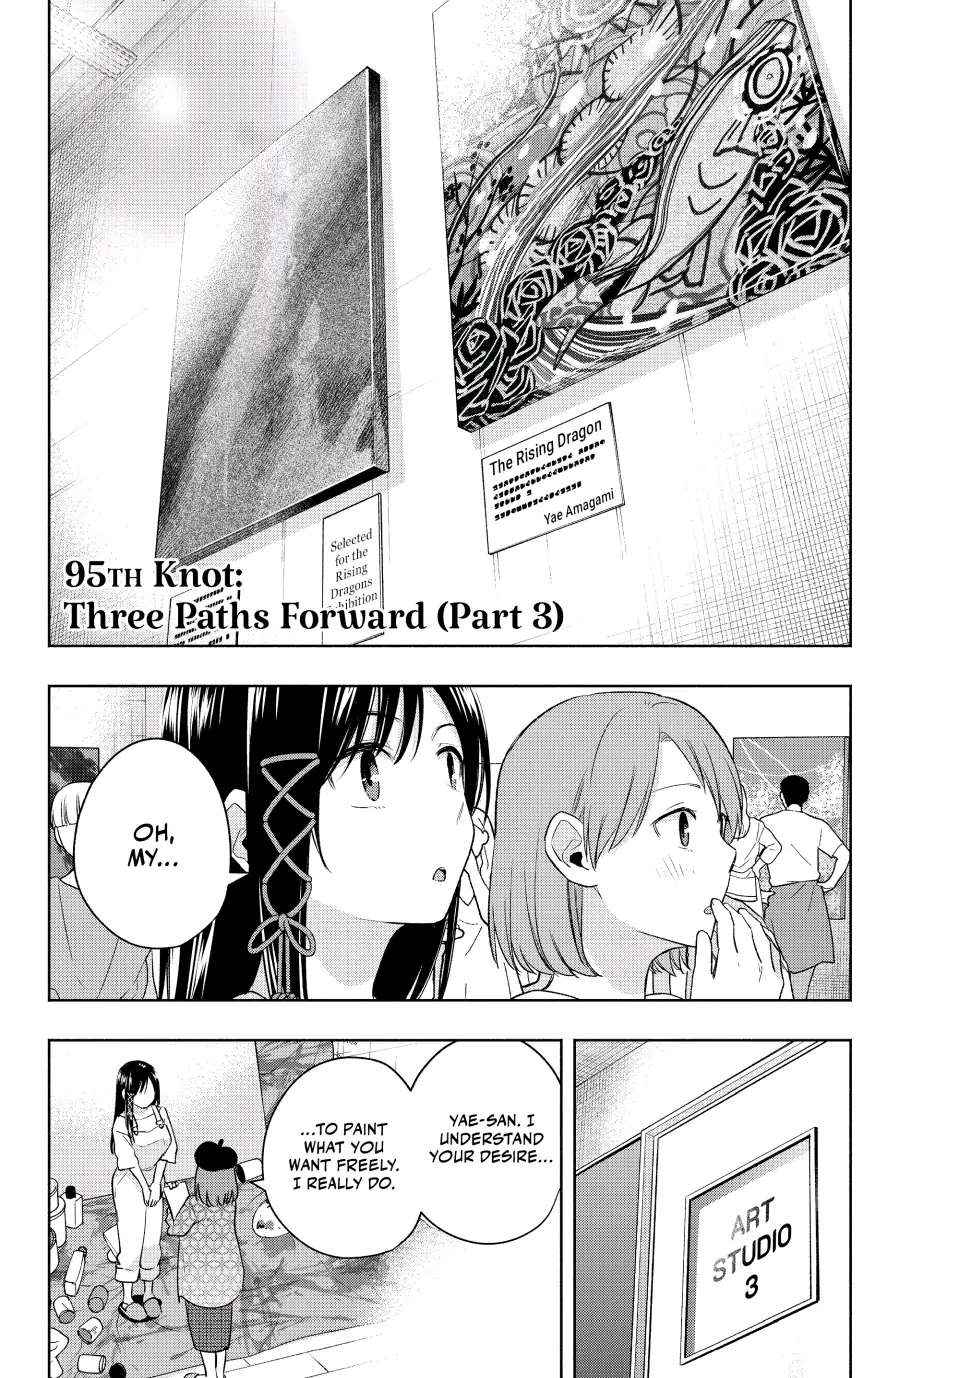 The Rising Dragon
Yae Amagami
Selected
for the
Rising
Dragons
95TH Knot:
Three Paths Forward (Part 3)
OH,
MY...
ART
STUDIO
3
YAE-SAN. I
UNDERSTAND
YOUR DESIRE...
...TO PAINT
WHAT YOU
WANT FREELY.
I REALLY DO.